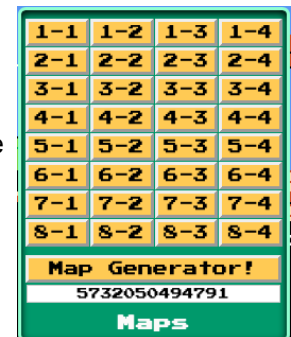 1-1 1-2 1-3 1-4
2-1 2-2 2-3 2-4
3-1 3-2 3-3 3-4
4-1 4-2 4-3 4-4
e 5-1 5-2 5-3 5-4
6-1 6-2 6-3 6-4
7-1 7-2 7-3 7-4
8-1 8-2 8-3 8-4
Map Generator!
5732050494791
Maps